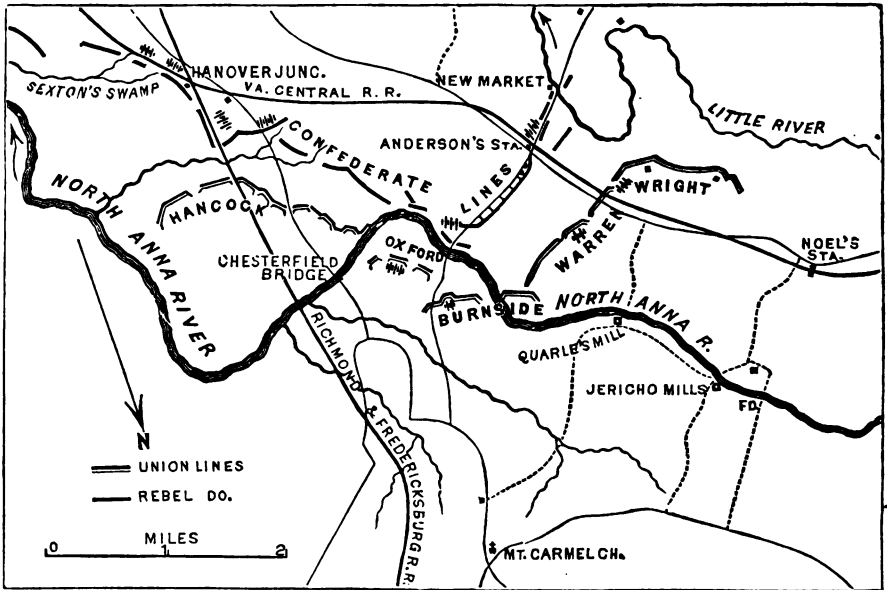 HANOVER JUNC.
SEXTON'S SWAMP
VA. CENTRAL R. R.
NEW MARKET
LITTLE RIVER
CONFEDERATE
LINES
ANDERSON'S STA.
WRIGHT
WARREN
NOEL'S
STA.
NORTH
ANNA
RIVER
HANCOCK
CHESTERFIELD
BRIDGE
OXFORD
BURNSIDE
NORTH ANNA R.
QUARLE'S MILL
JERICHO MILLS
FD.
RICHMOND & FREDERICKSBURG R.R.
N
UNION LINES
REBEL DO.
MILES
0 1 2
MT. CARMEL CH.